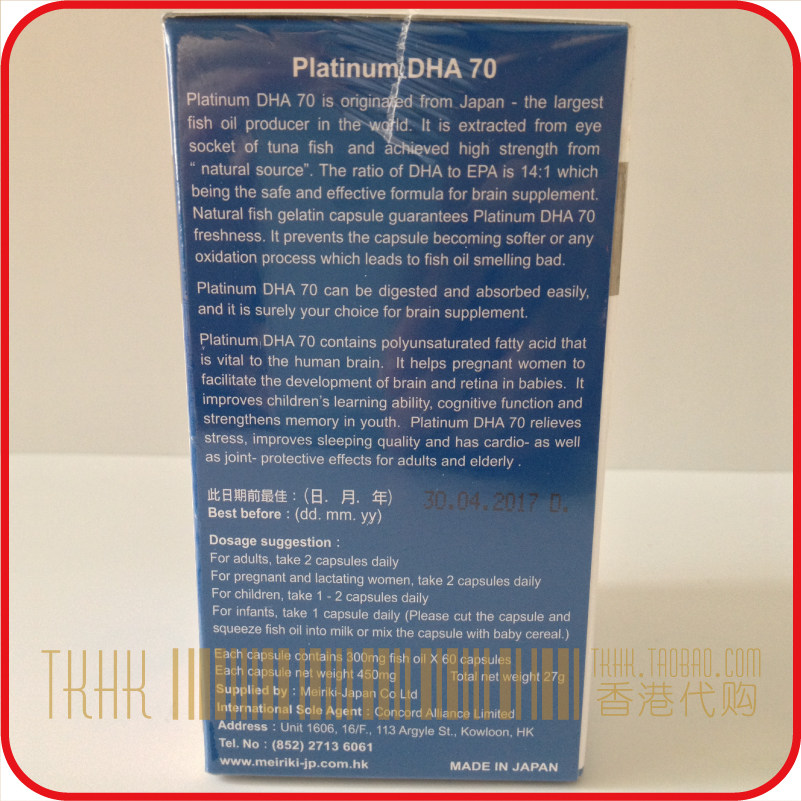 Platinum DHA 70
Platinum DHA 70 is originated from Japan - the largest
fish oil producer in the world. It is extracted from eye
socket of tuna fish and achieved high strength from
“ natural source”. The ratio of DHA to EPA is 14:1 which
being the safe and effective formula for brain supplement.
Natural fish gelatin capsule guarantees Platinum DHA 70
freshness. It prevents the capsule becoming softer or any
oxidation process which leads to fish oil smelling bad.
Platinum DHA 70 can be digested and absorbed easily,
and it is surely your choice for brain supplement.
Platinum DHA 70 contains polyunsaturated fatty acid that
is vital to the human brain. It helps pregnant women to
facilitate the development of brain and retina in babies. It
improves children's learning ability, cognitive function and
strengthens memory in youth. Platinum DHA 70 relieves
stress, improves sleeping quality and has cardio- as well
as joint- protective effects for adults and elderly .
此日期前最佳：（日．月．年） 30.04.2017 D.
Best before : (dd. mm. yy)
Dosage suggestion :
For adults, take 2 capsules daily
For pregnant and lactating women, take 2 capsules daily
For children, take 1 - 2 capsules daily
For infants, take 1 capsule daily (Please cut the capsule and
squeeze fish oil into milk or mix the capsule with baby cereal.)
Each capsule contains 300mg fish oil X 60 capsules
Each capsule net weight 450mg Total net weight 27g
Supplied by : Meiriki-Japan Co Ltd
International Sole Agent : Concord Alliance Limited
Address : Unit 1606, 16/F., 113 Argyle St., Kowloon, HK
Tel. No : (852) 2713 6061
www.meiriki-jp.com.hk MADE IN JAPAN
TKHK
TKHK.TAOBAO.COM
香港代购